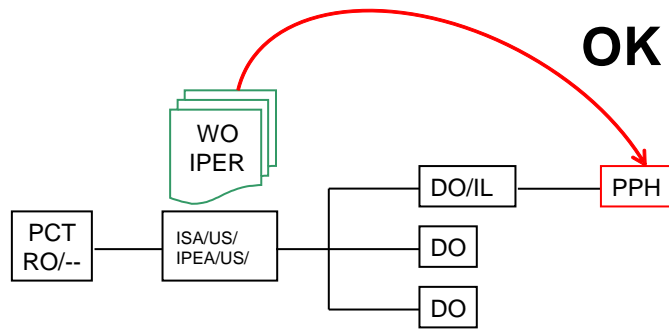 OK
WO
IPER
DO/IL
PPH
PCT
RO/--
ISA/US/
IPEA/US/
DO
DO